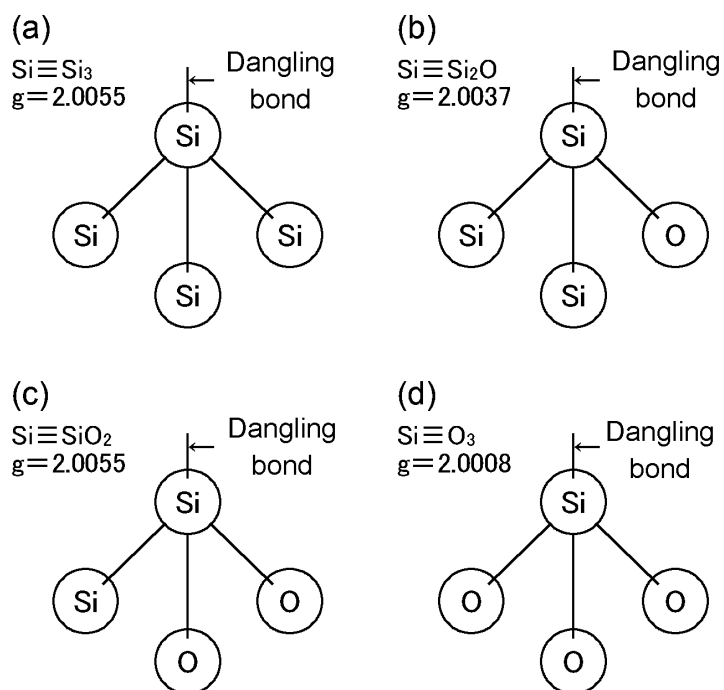 (a)
Si≡Si₃
g=2.0055
Dangling
bond
Si
Si
Si
Si
(b)
Si≡Si₂O
g=2.0037
Dangling
bond
Si
Si
O
Si
(c)
Si≡SiO₂
g=2.0055
Dangling
bond
Si
Si
O
O
(d)
Si≡O₃
g=2.0008
Dangling
bond
Si
O
O
O